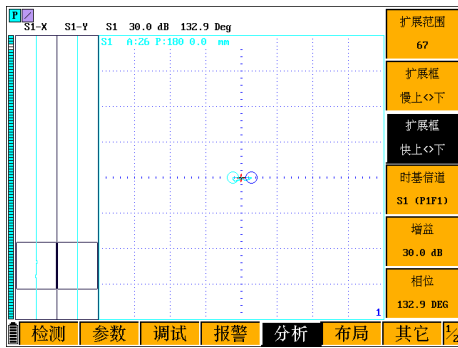 P
S1-X S1-Y S1 30.0 dB 132.9 Deg
S1 A:26 P:180 0.0 mm
扩展范围
67
扩展框
慢上<>下
扩展框
快上<>下
时基信道
S1 (P1F1)
增益
30.0 dB
相位
132.9 DEG
1
检测 参数 调试 报警 分析 布局 其它 1/2